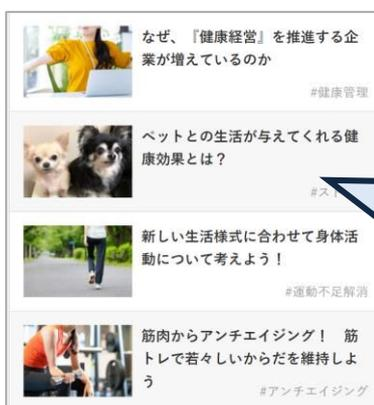 なぜ、『健康経営』を推進する企
業が増えているのか
#健康管理
ペットとの生活が与えてくれる健
康効果とは？
新しい生活様式に合わせて身体活
動について考えよう！
#運動不足解消
筋肉からアンチエイジング！　筋
トレで若々しいからだを維持しよ
う
#アンチエイジング